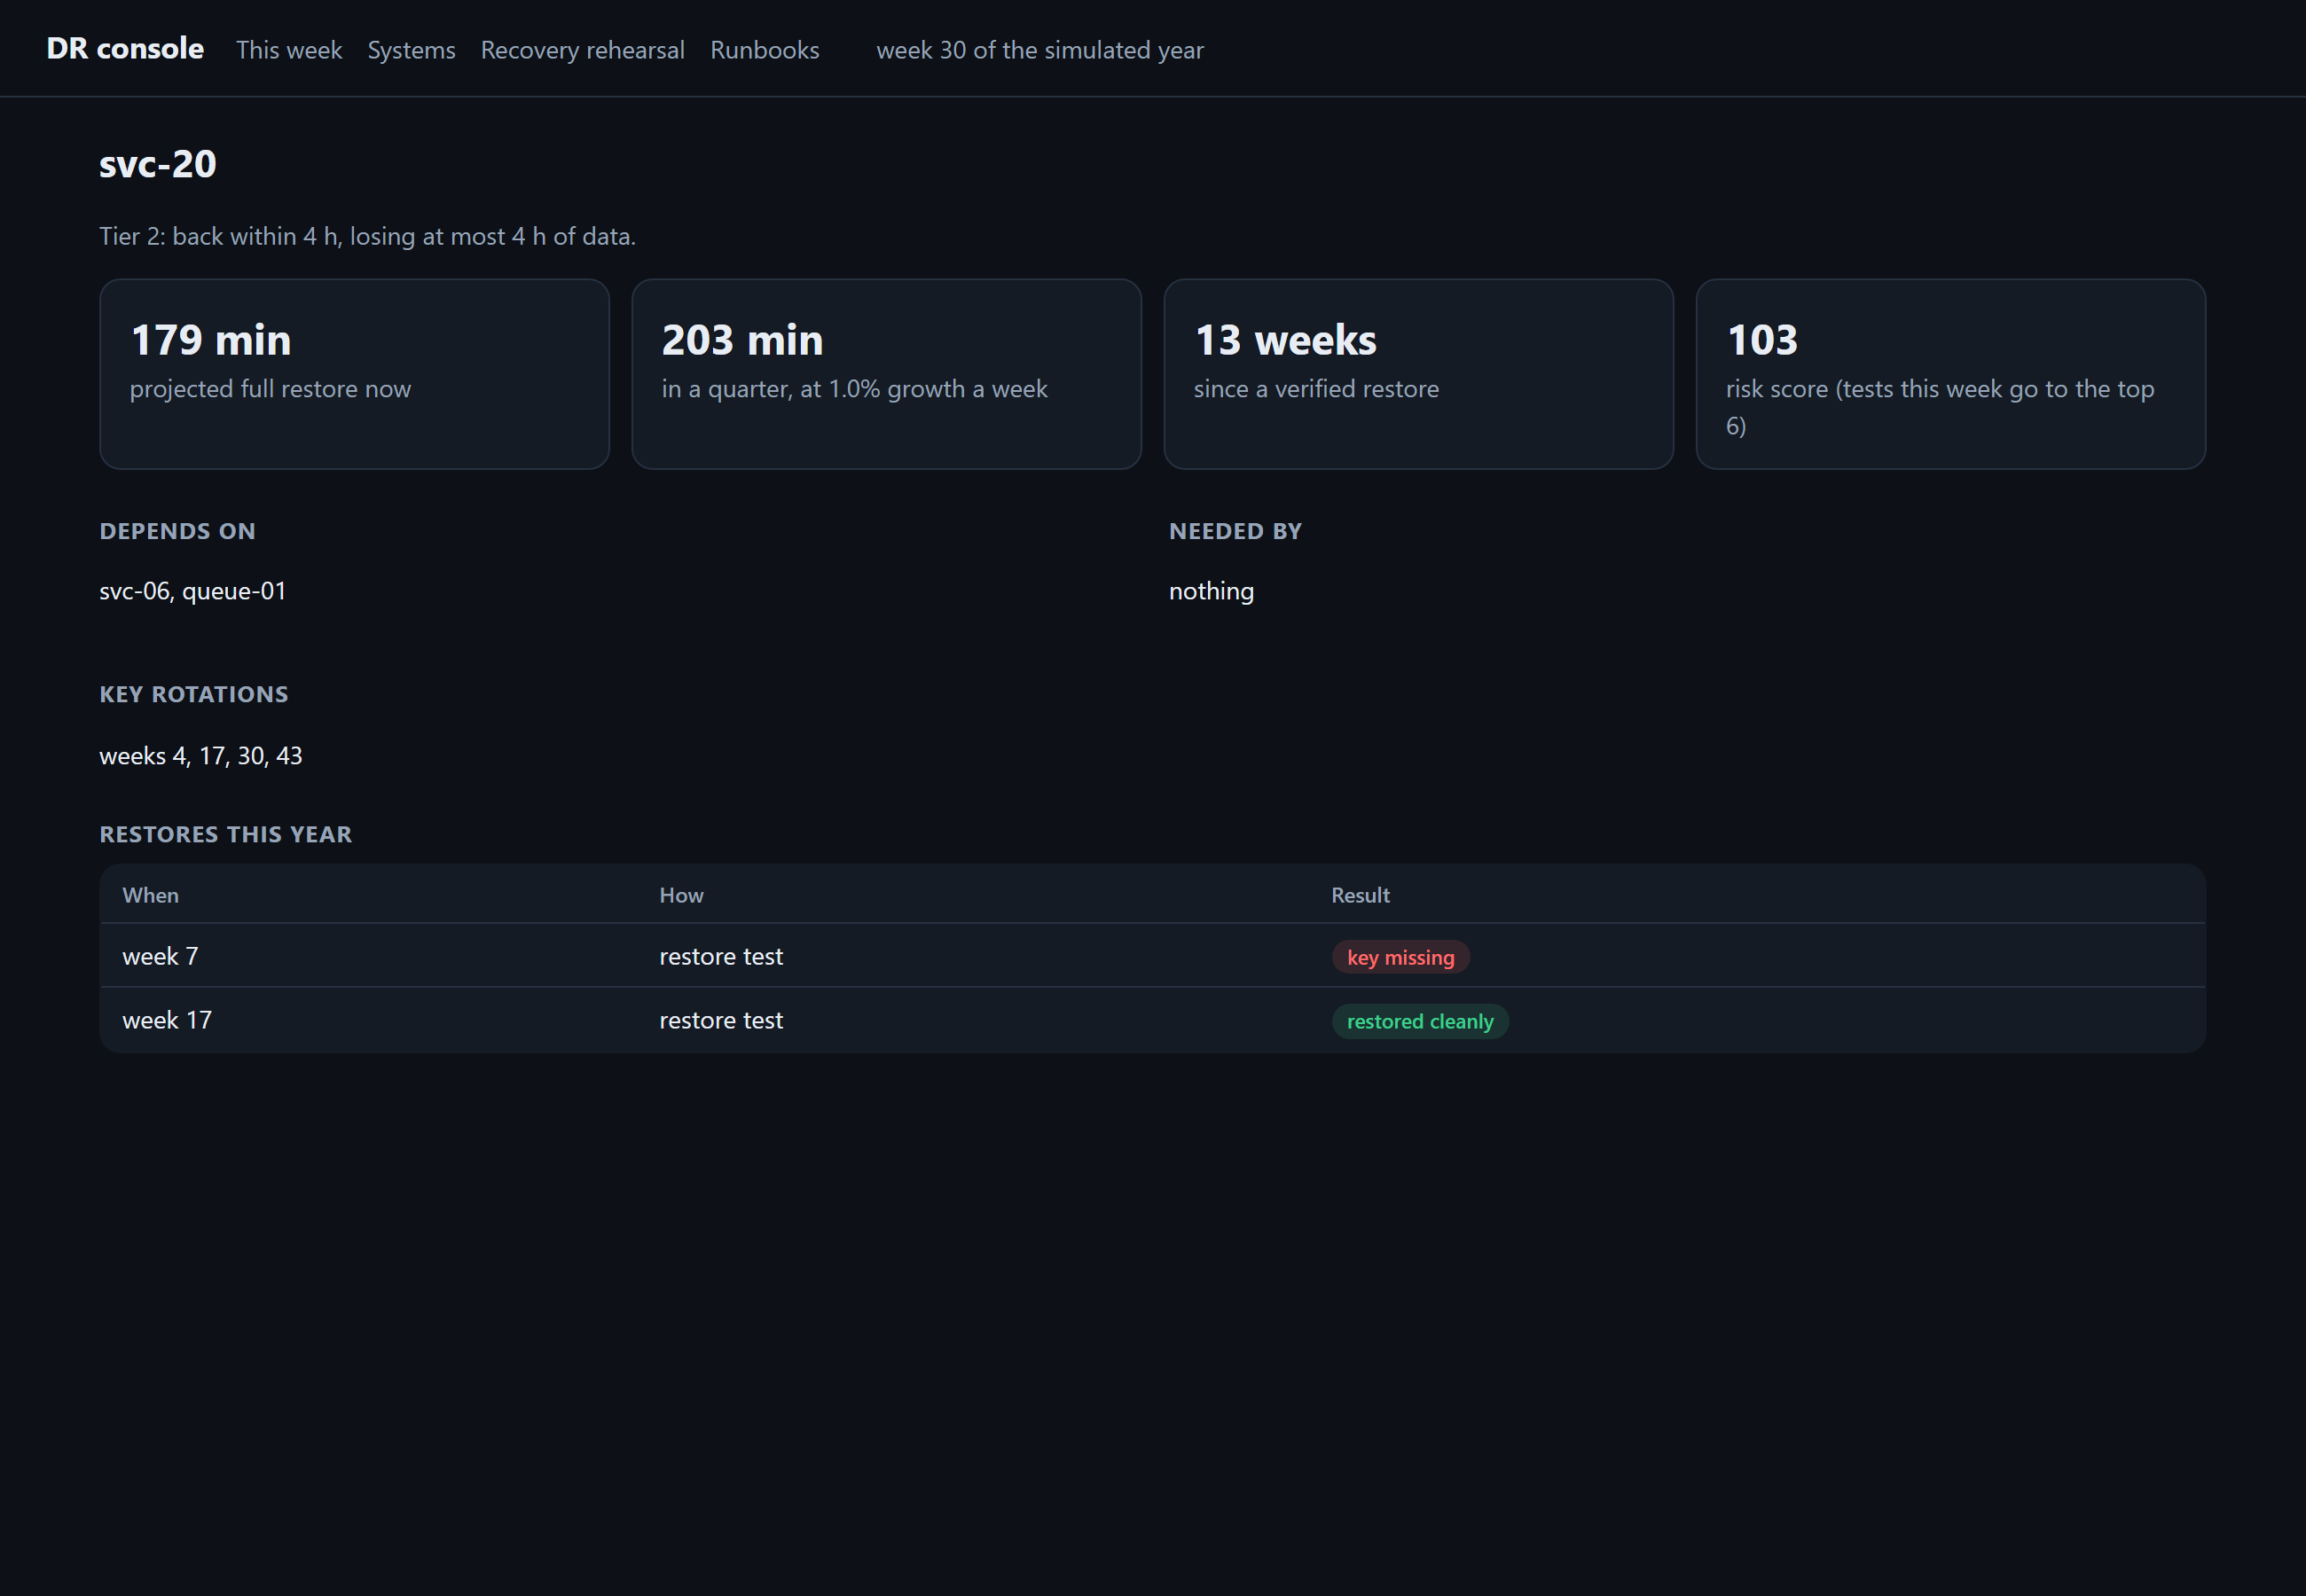 DR console This week Systems Recovery rehearsal Runbooks week 30 of the simulated year
svc-20
Tier 2: back within 4 h, losing at most 4 h of data.
179 min
projected full restore now
203 min
in a quarter, at 1.0% growth a week
13 weeks
since a verified restore
103
risk score (tests this week go to the top
6)
DEPENDS ON
svc-06, queue-01
NEEDED BY
nothing
KEY ROTATIONS
weeks 4, 17, 30, 43
RESTORES THIS YEAR
When How Result
week 7 restore test key missing
week 17 restore test restored cleanly